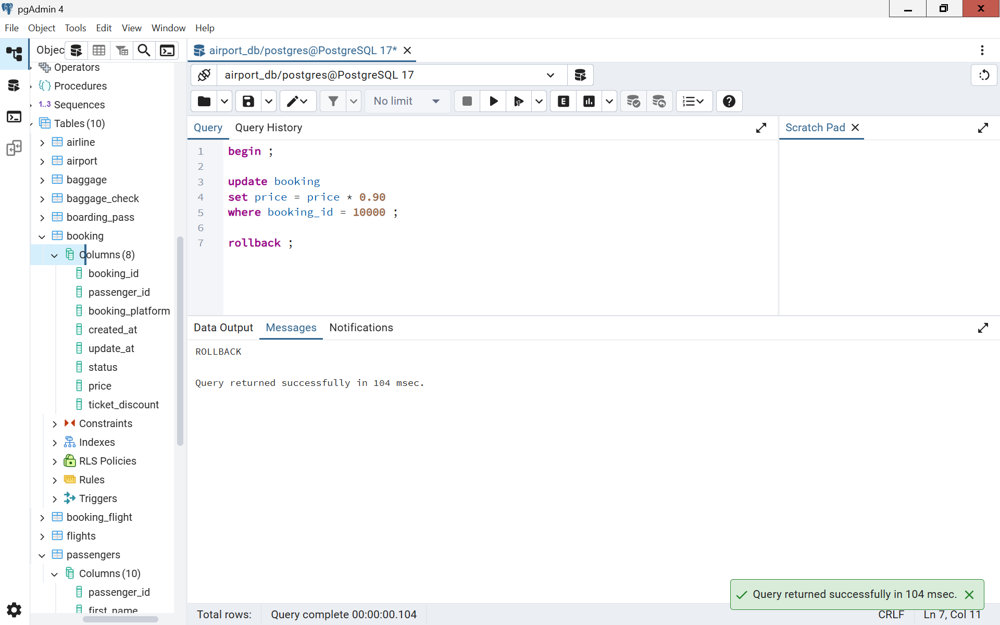 pgAdmin 4
File Object Tools Edit View Window Help
Objec
airport_db/postgres@PostgreSQL 17*
airport_db/postgres@PostgreSQL 17
No limit
E
Operators
Procedures
1..3 Sequences
Tables (10)
airline
airport
baggage
baggage_check
boarding_pass
booking
Columns (8)
booking_id
passenger_id
booking_platform
created_at
update_at
status
price
ticket_discount
Constraints
Indexes
RLS Policies
Rules
Triggers
booking_flight
flights
passengers
Columns (10)
passenger_id
first_name
Query Query History
Scratch Pad
1 begin ;
2
3 update booking
4 set price = price * 0.90
5 where booking_id = 10000 ;
6
7 rollback ;
Data Output Messages Notifications
ROLLBACK
Query returned successfully in 104 msec.
Query returned successfully in 104 msec.
Total rows: Query complete 00:00:00.104 CRLF Ln 7, Col 11